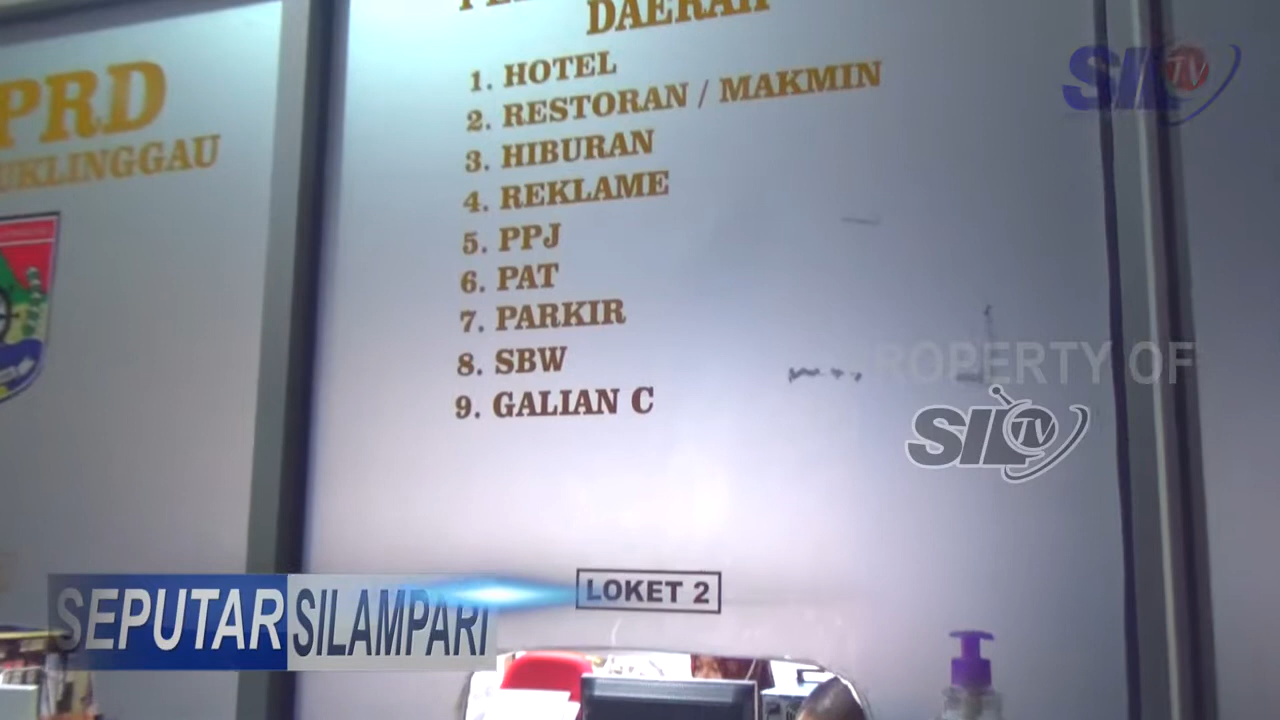 DAERAH
1. HOTEL
2. RESTORAN / MAKMIN
3. HIBURAN
4. REKLAME
5. PPJ
6. PAT
7. PARKIR
8. SBW
9. GALIAN C
LOKET 2
PRD
UKLINGGAU
SIL TV
PROPERTY OF
SIL TV
SEPUTAR SILAMPARI